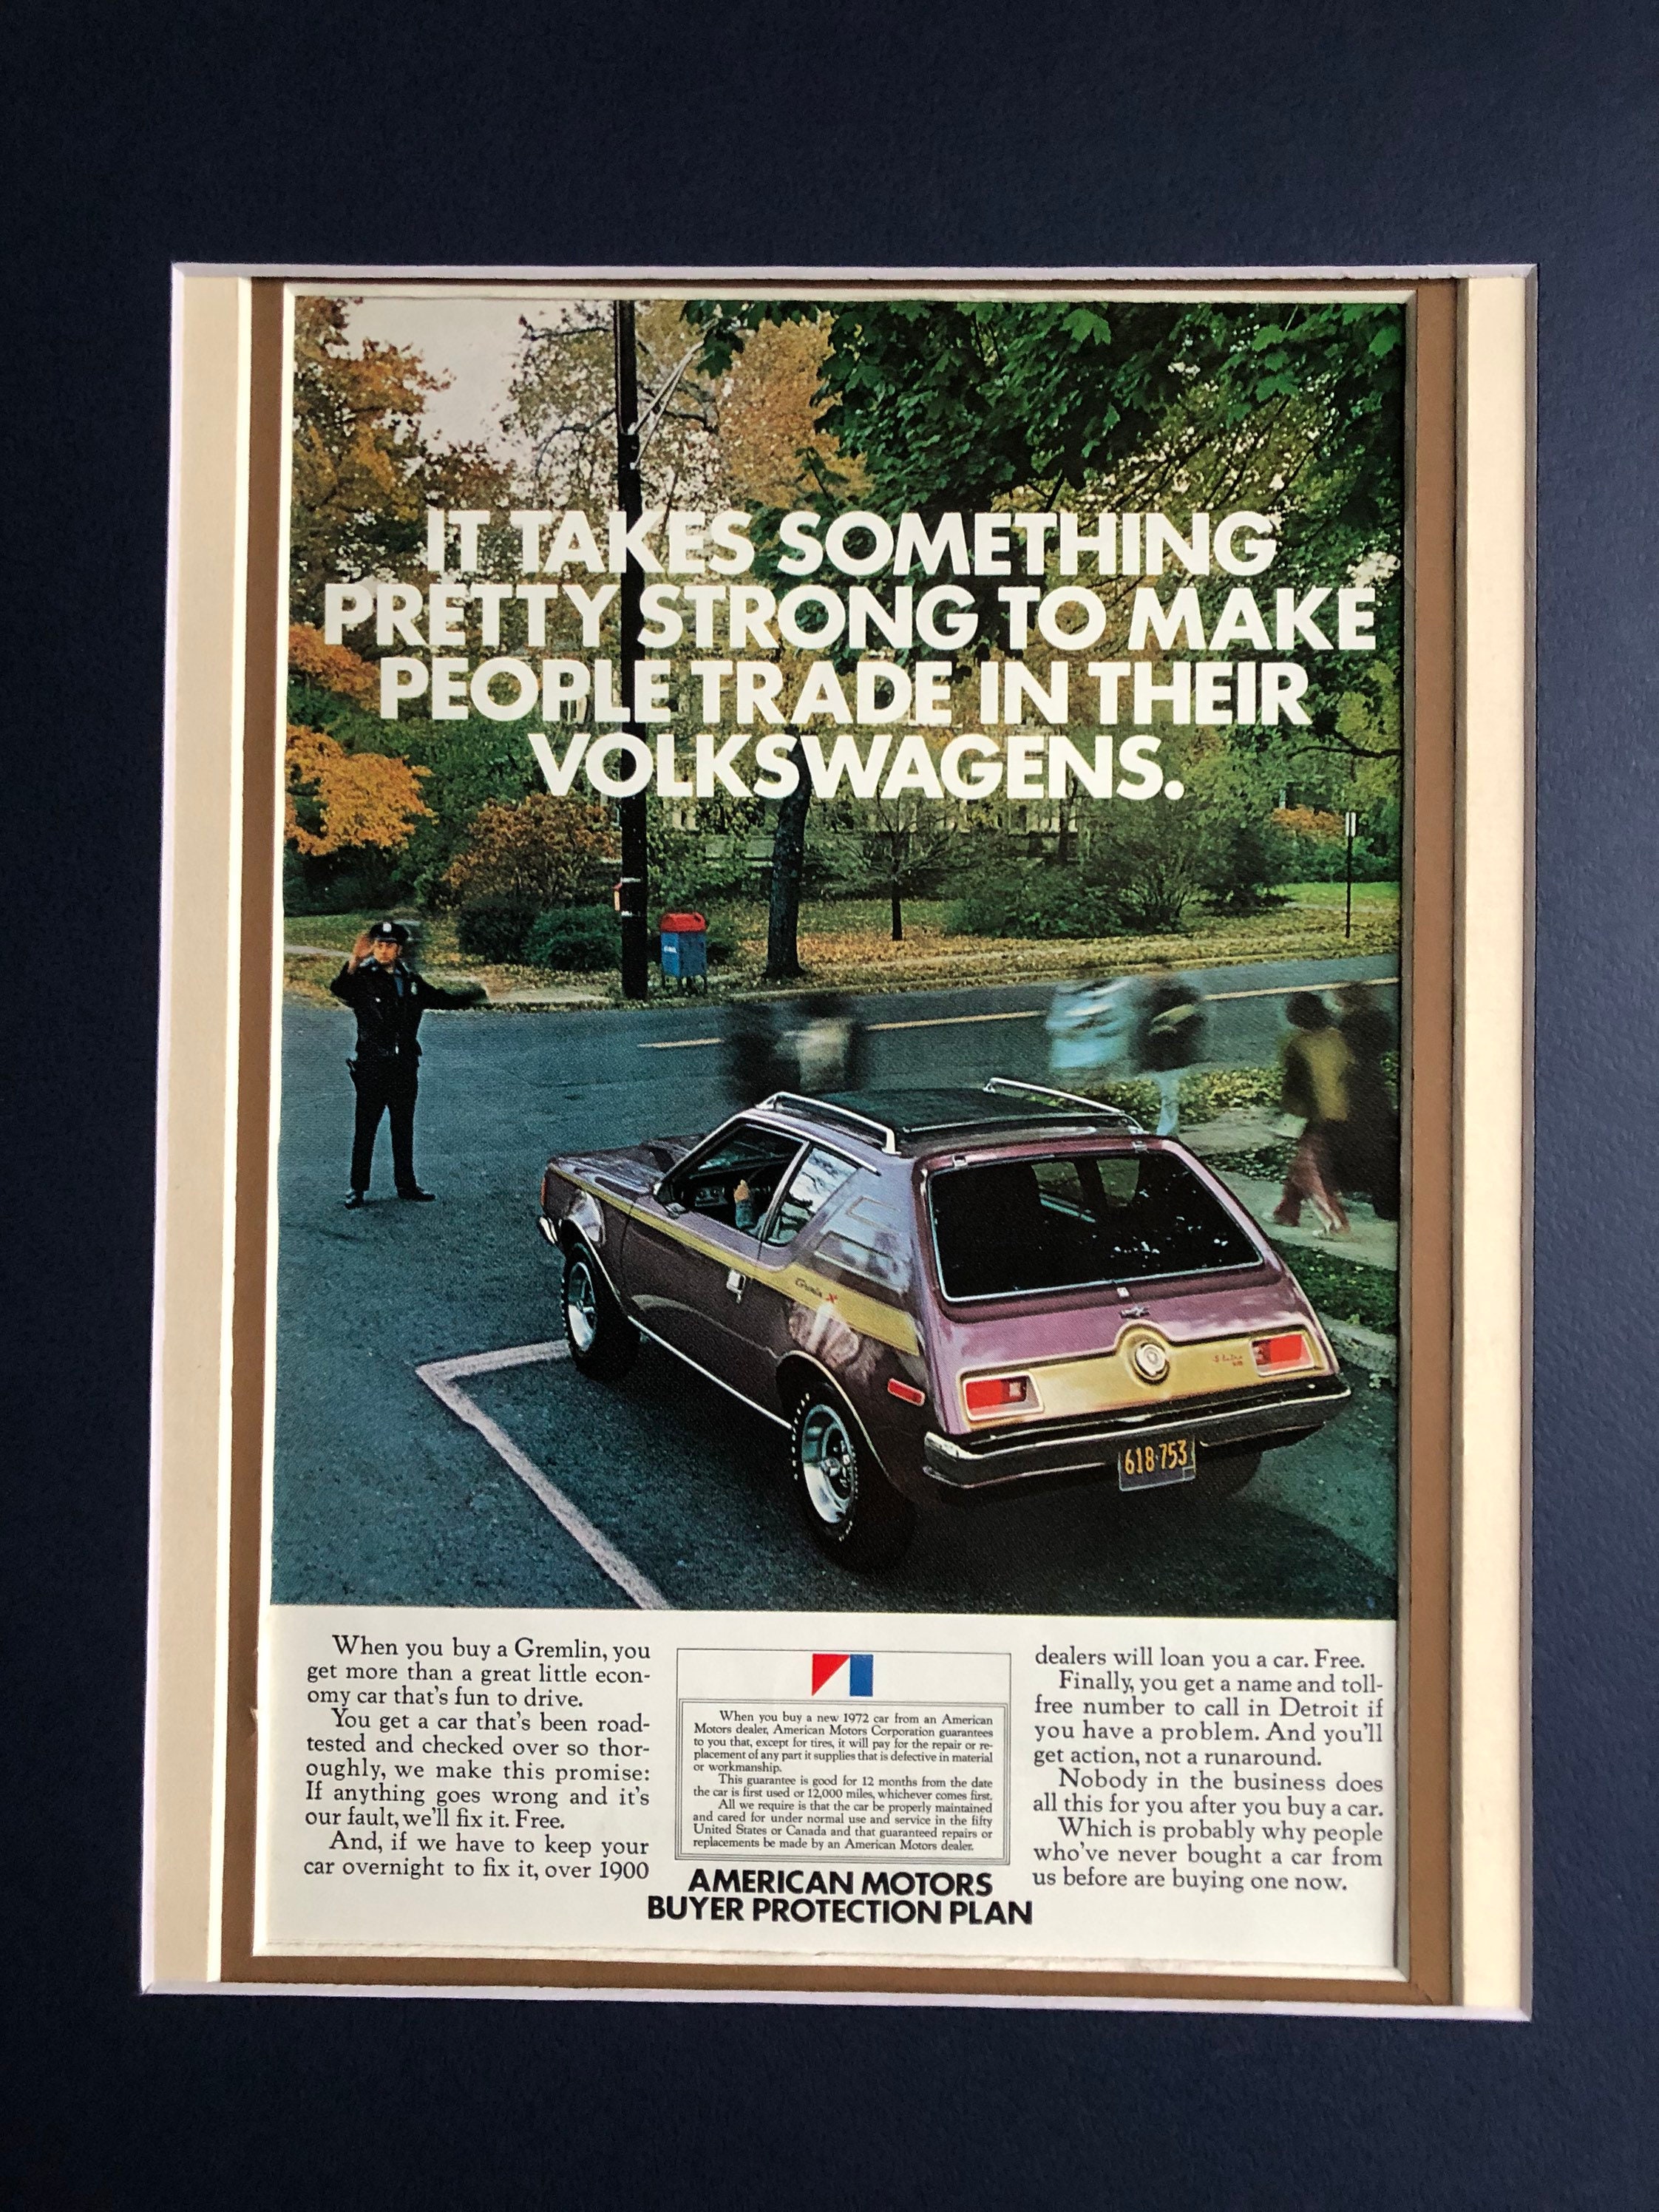 IT TAKES SOMETHING
PRETTY STRONG TO MAKE
PEOPLE TRADE IN THEIR
VOLKSWAGENS.
Gremlin X
618·753
When you buy a Gremlin, you
get more than a great little econ-
omy car that's fun to drive.
You get a car that's been road-
tested and checked over so thor-
oughly, we make this promise:
If anything goes wrong and it's
our fault, we'll fix it. Free.
And, if we have to keep your
car overnight to fix it, over 1900
When you buy a new 1972 car from an American
Motors dealer, American Motors Corporation guarantees
to you that, except for tires, it will pay for the repair or re-
placement of any part it supplies that is defective in material
or workmanship.
This guarantee is good for 12 months from the date
the car is first used or 12,000 miles, whichever comes first.
All we require is that the car be properly maintained
and cared for under normal use and service in the fifty
United States or Canada and that guaranteed repairs or
replacements be made by an American Motors dealer.
AMERICAN MOTORS
BUYER PROTECTION PLAN
dealers will loan you a car. Free.
Finally, you get a name and toll-
free number to call in Detroit if
you have a problem. And you'll
get action, not a runaround.
Nobody in the business does
all this for you after you buy a car.
Which is probably why people
who've never bought a car from
us before are buying one now.